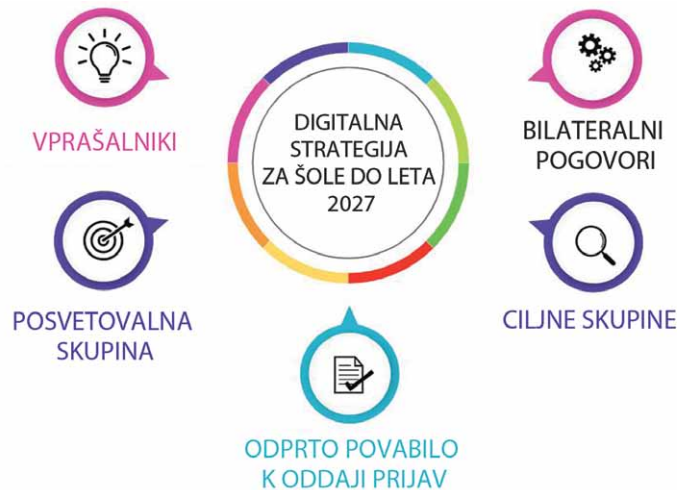 VPRAŠALNIKI
DIGITALNA
STRATEGIJA
ZA ŠOLE DO LETA
2027
BILATERALNI
POGOVORI
POSVETOVALNA
SKUPINA
CILJNE SKUPINE
ODPRTO POVABILO
K ODDAJI PRIJAV